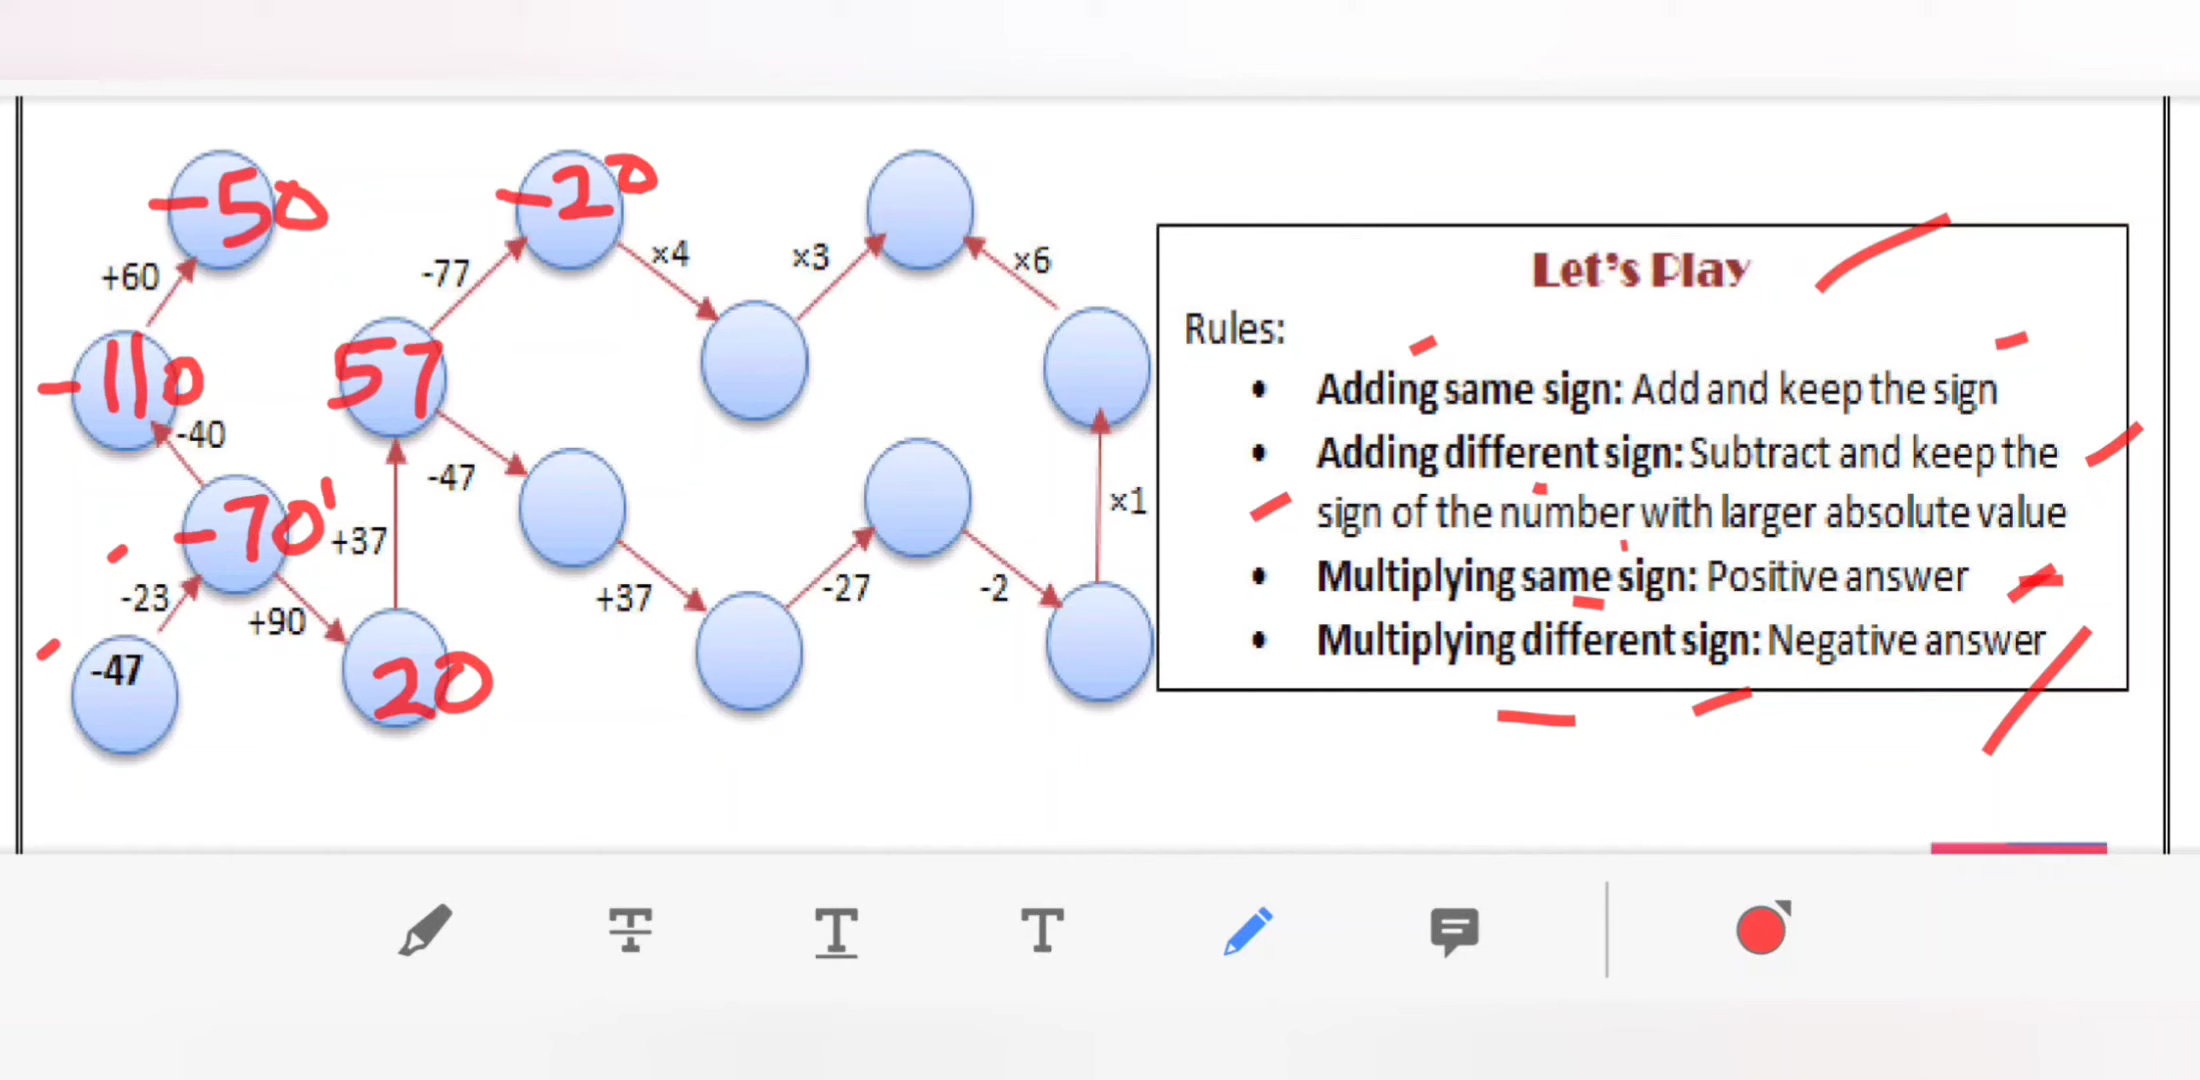 -50
-20
+60
-77
×4
×3
×6
-110
57
-40
-47
-70'
+37
×1
-23
+90
+37
-27
-2
-47
20
Let's Play
Rules:
• Adding same sign: Add and keep the sign
• Adding different sign: Subtract and keep the
sign of the number with larger absolute value
• Multiplying same sign: Positive answer
• Multiplying different sign: Negative answer
T
T
T